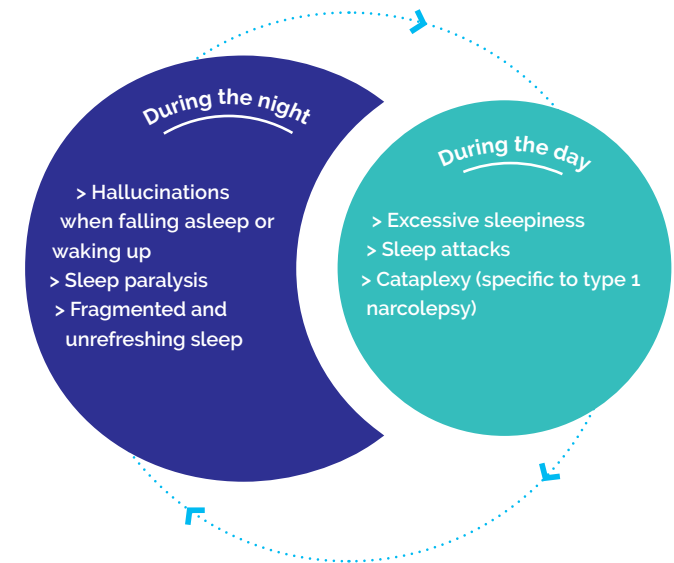 During the night
> Hallucinations
when falling asleep or
waking up
> Sleep paralysis
> Fragmented and
unrefreshing sleep
During the day
> Excessive sleepiness
> Sleep attacks
> Cataplexy (specific to type 1
narcolepsy)